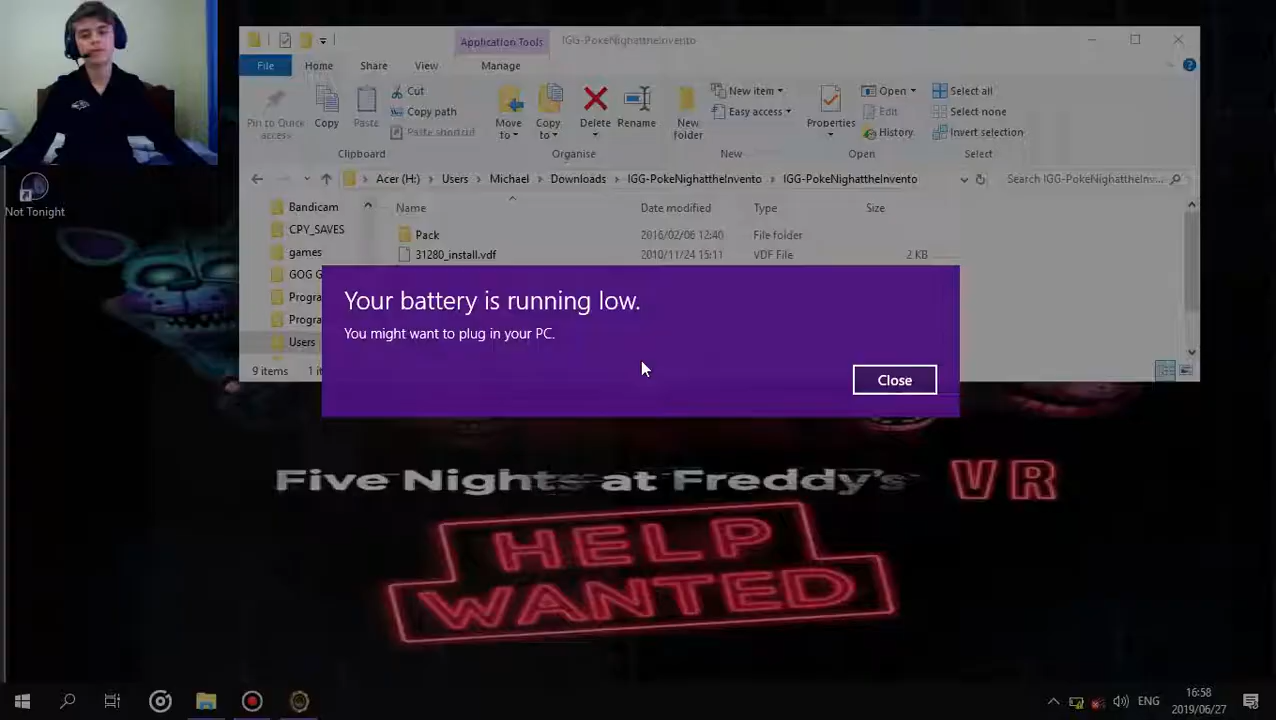 Application Tools
IGG-PokeNighattheInvento
File
Home
Share
View
Manage
Pin to Quick access
Copy
Paste
Cut
Copy path
Paste shortcut
Move to
Copy to
Delete
Rename
New folder
New item
Easy access
Properties
Open
Edit
History
Select all
Select none
Invert selection
Clipboard
Organise
New
Open
Select
Acer (H:) > Users > Michael > Downloads > IGG-PokeNighattheInvento > IGG-PokeNighattheInvento
Name
Date modified
Type
Size
Bandicam
CPY_SAVES
games
GOG G
Progra
Progra
Users
Pack
2016/02/06 12:40
File folder
31280_install.vdf
2010/11/24 15:11
VDF File
2 KB
9 items
1 it
Not Tonight
Your battery is running low.
You might want to plug in your PC.
Close
Five Nights at Freddy's VR
HELP
WANTED
ENG
16:58
2019/06/27